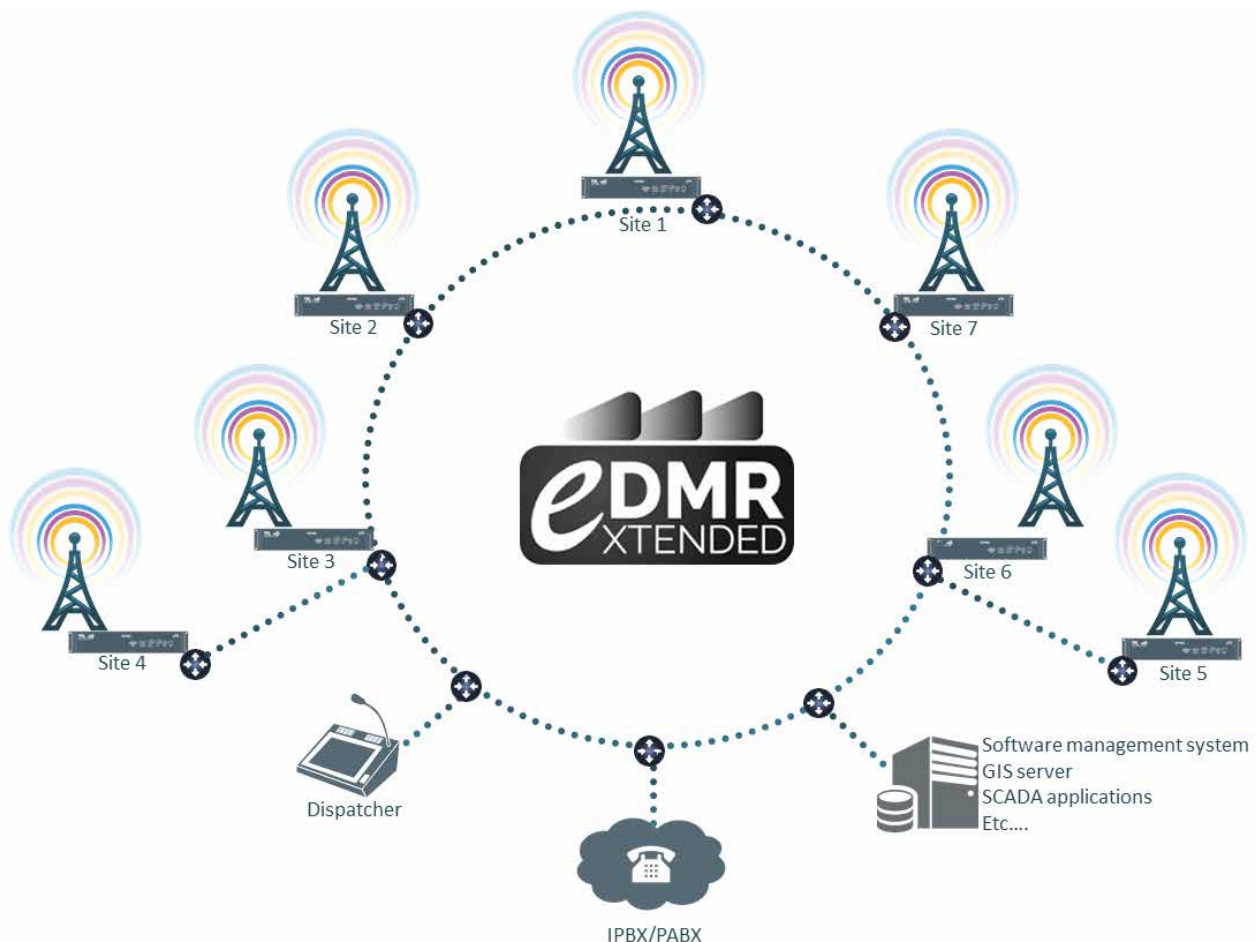 Site 1
Site 2
Site 7
eDMR
XTENDED
Site 3
Site 6
Site 4
Site 5
Dispatcher
Software management system
GIS server
SCADA applications
Etc....
IPBX/PABX